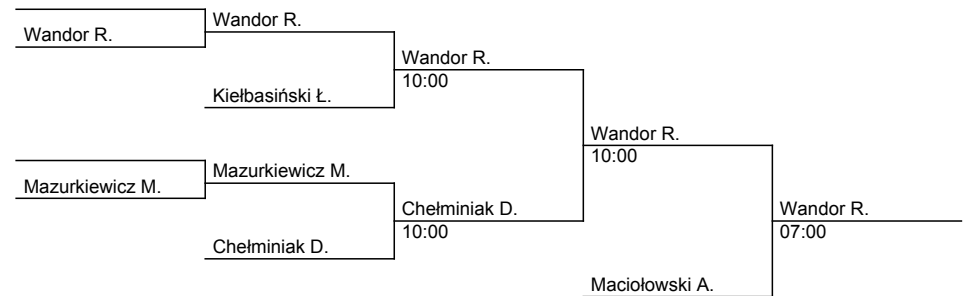 Wandor R.
Wandor R.
Wandor R.
10:00
Kiełbasiński Ł.
Wandor R.
10:00
Mazurkiewicz M.
Mazurkiewicz M.
Chełminiak D.
10:00
Wandor R.
07:00
Chełminiak D.
Maciołowski A.